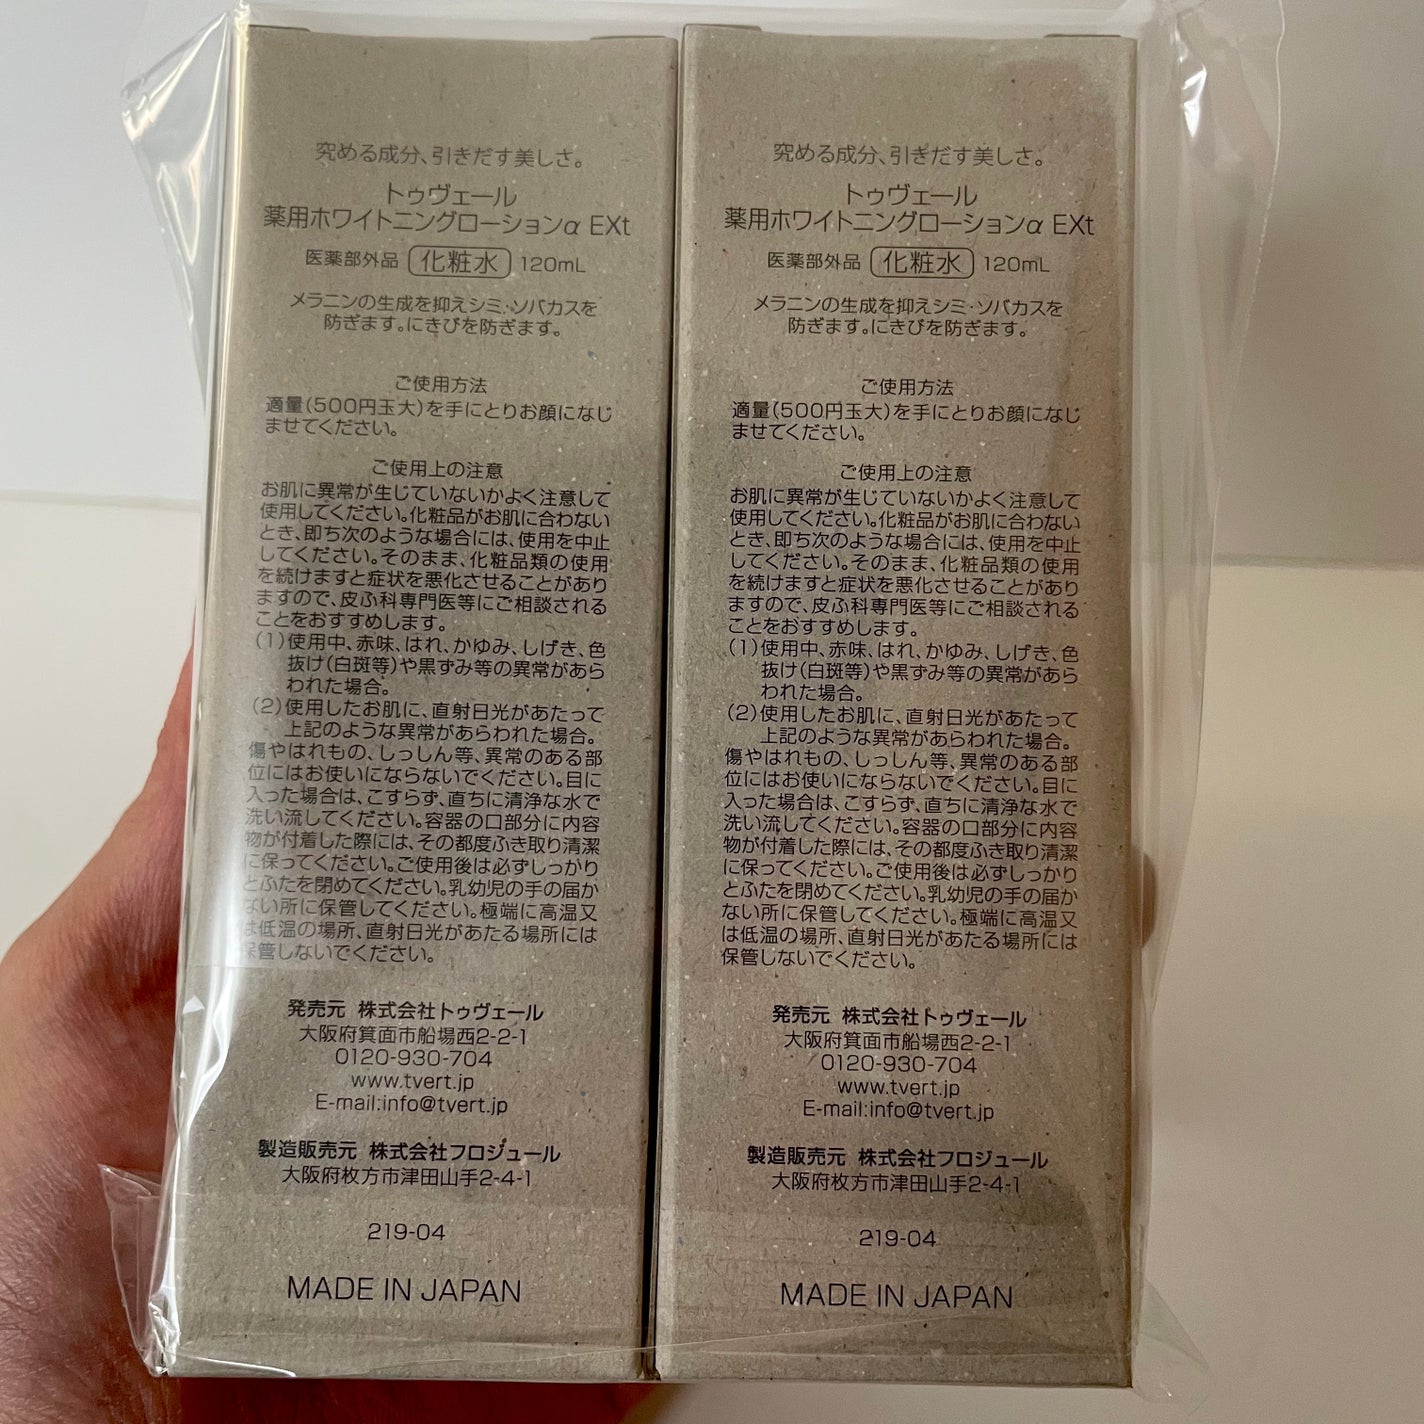 究める成分、引きだす美しさ。
トゥヴェール
薬用ホワイトニングローションα EXt
医薬部外品 化粧水 120mL
メラニンの生成を抑えシミ・ソバカスを
防ぎます。にきびを防ぎます。
ご使用方法
適量(500円玉大)を手にとりお顔になじ
ませてください。
ご使用上の注意
お肌に異常が生じていないかよく注意して
使用してください。化粧品がお肌に合わない
とき、即ち次のような場合には、使用を中止
してください。そのまま、化粧品類の使用
を続けますと症状を悪化させることがあり
ますので、皮ふ科専門医等にご相談される
ことをおすすめします。
(1)使用中、赤味、はれ、かゆみ、しげき、色
抜け(白斑等)や黒ずみ等の異常があら
われた場合。
(2)使用したお肌に、直射日光があたって
上記のような異常があらわれた場合。
傷やはれもの、しっしん等、異常のある部
位にはお使いにならないでください。目に
入った場合は、こすらず、直ちに清浄な水で
洗い流してください。容器の口部分に内容
物が付着した際には、その都度ふき取り清潔
に保ってください。ご使用後は必ずしっかり
とふたを閉めてください。乳幼児の手の届か
ない所に保管してください。極端に高温又
は低温の場所、直射日光があたる場所には
保管しないでください。
発売元 株式会社トゥヴェール
大阪府箕面市船場西2-2-1
0120-930-704
www.tvert.jp
E-mail:info@tvert.jp
製造販売元 株式会社フロジュール
大阪府枚方市津田山手2-4-1
219-04
MADE IN JAPAN
究める成分、引きだす美しさ。
トゥヴェール
薬用ホワイトニングローションα EXt
医薬部外品 化粧水 120mL
メラニンの生成を抑えシミ・ソバカスを
防ぎます。にきびを防ぎます。
ご使用方法
適量(500円玉大)を手にとりお顔になじ
ませてください。
ご使用上の注意
お肌に異常が生じていないかよく注意して
使用してください。化粧品がお肌に合わない
とき、即ち次のような場合には、使用を中止
してください。そのまま、化粧品類の使用
を続けますと症状を悪化させることがあり
ますので、皮ふ科専門医等にご相談される
ことをおすすめします。
(1)使用中、赤味、はれ、かゆみ、しげき、色
抜け(白斑等)や黒ずみ等の異常があら
われた場合。
(2)使用したお肌に、直射日光があたって
上記のような異常があらわれた場合。
傷やはれもの、しっしん等、異常のある部
位にはお使いにならないでください。目に
入った場合は、こすらず、直ちに清浄な水で
洗い流してください。容器の口部分に内容
物が付着した際には、その都度ふき取り清潔
に保ってください。ご使用後は必ずしっかり
とふたを閉めてください。乳幼児の手の届か
ない所に保管してください。極端に高温又
は低温の場所、直射日光があたる場所には
保管しないでください。
発売元 株式会社トゥヴェール
大阪府箕面市船場西2-2-1
0120-930-704
www.tvert.jp
E-mail:info@tvert.jp
製造販売元 株式会社フロジュール
大阪府枚方市津田山手2-4-1
219-04
MADE IN JAPAN